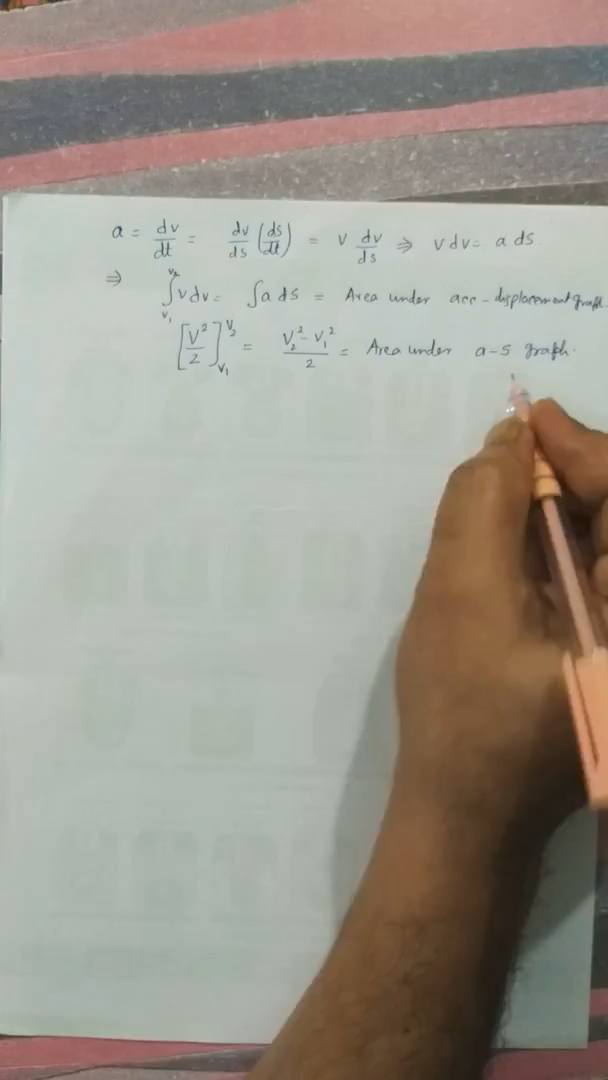 a = dv/dt = dv/ds (ds/dt) = v dv/ds ⇒ v dv = a ds
⇒ ∫_{v₁}^{v₂} v dv = ∫ a ds = Area under acc-displacement graph.
[v²/2]_{v₁}^{v₂} = (v₂² - v₁²)/2 = Area under a-s graph.